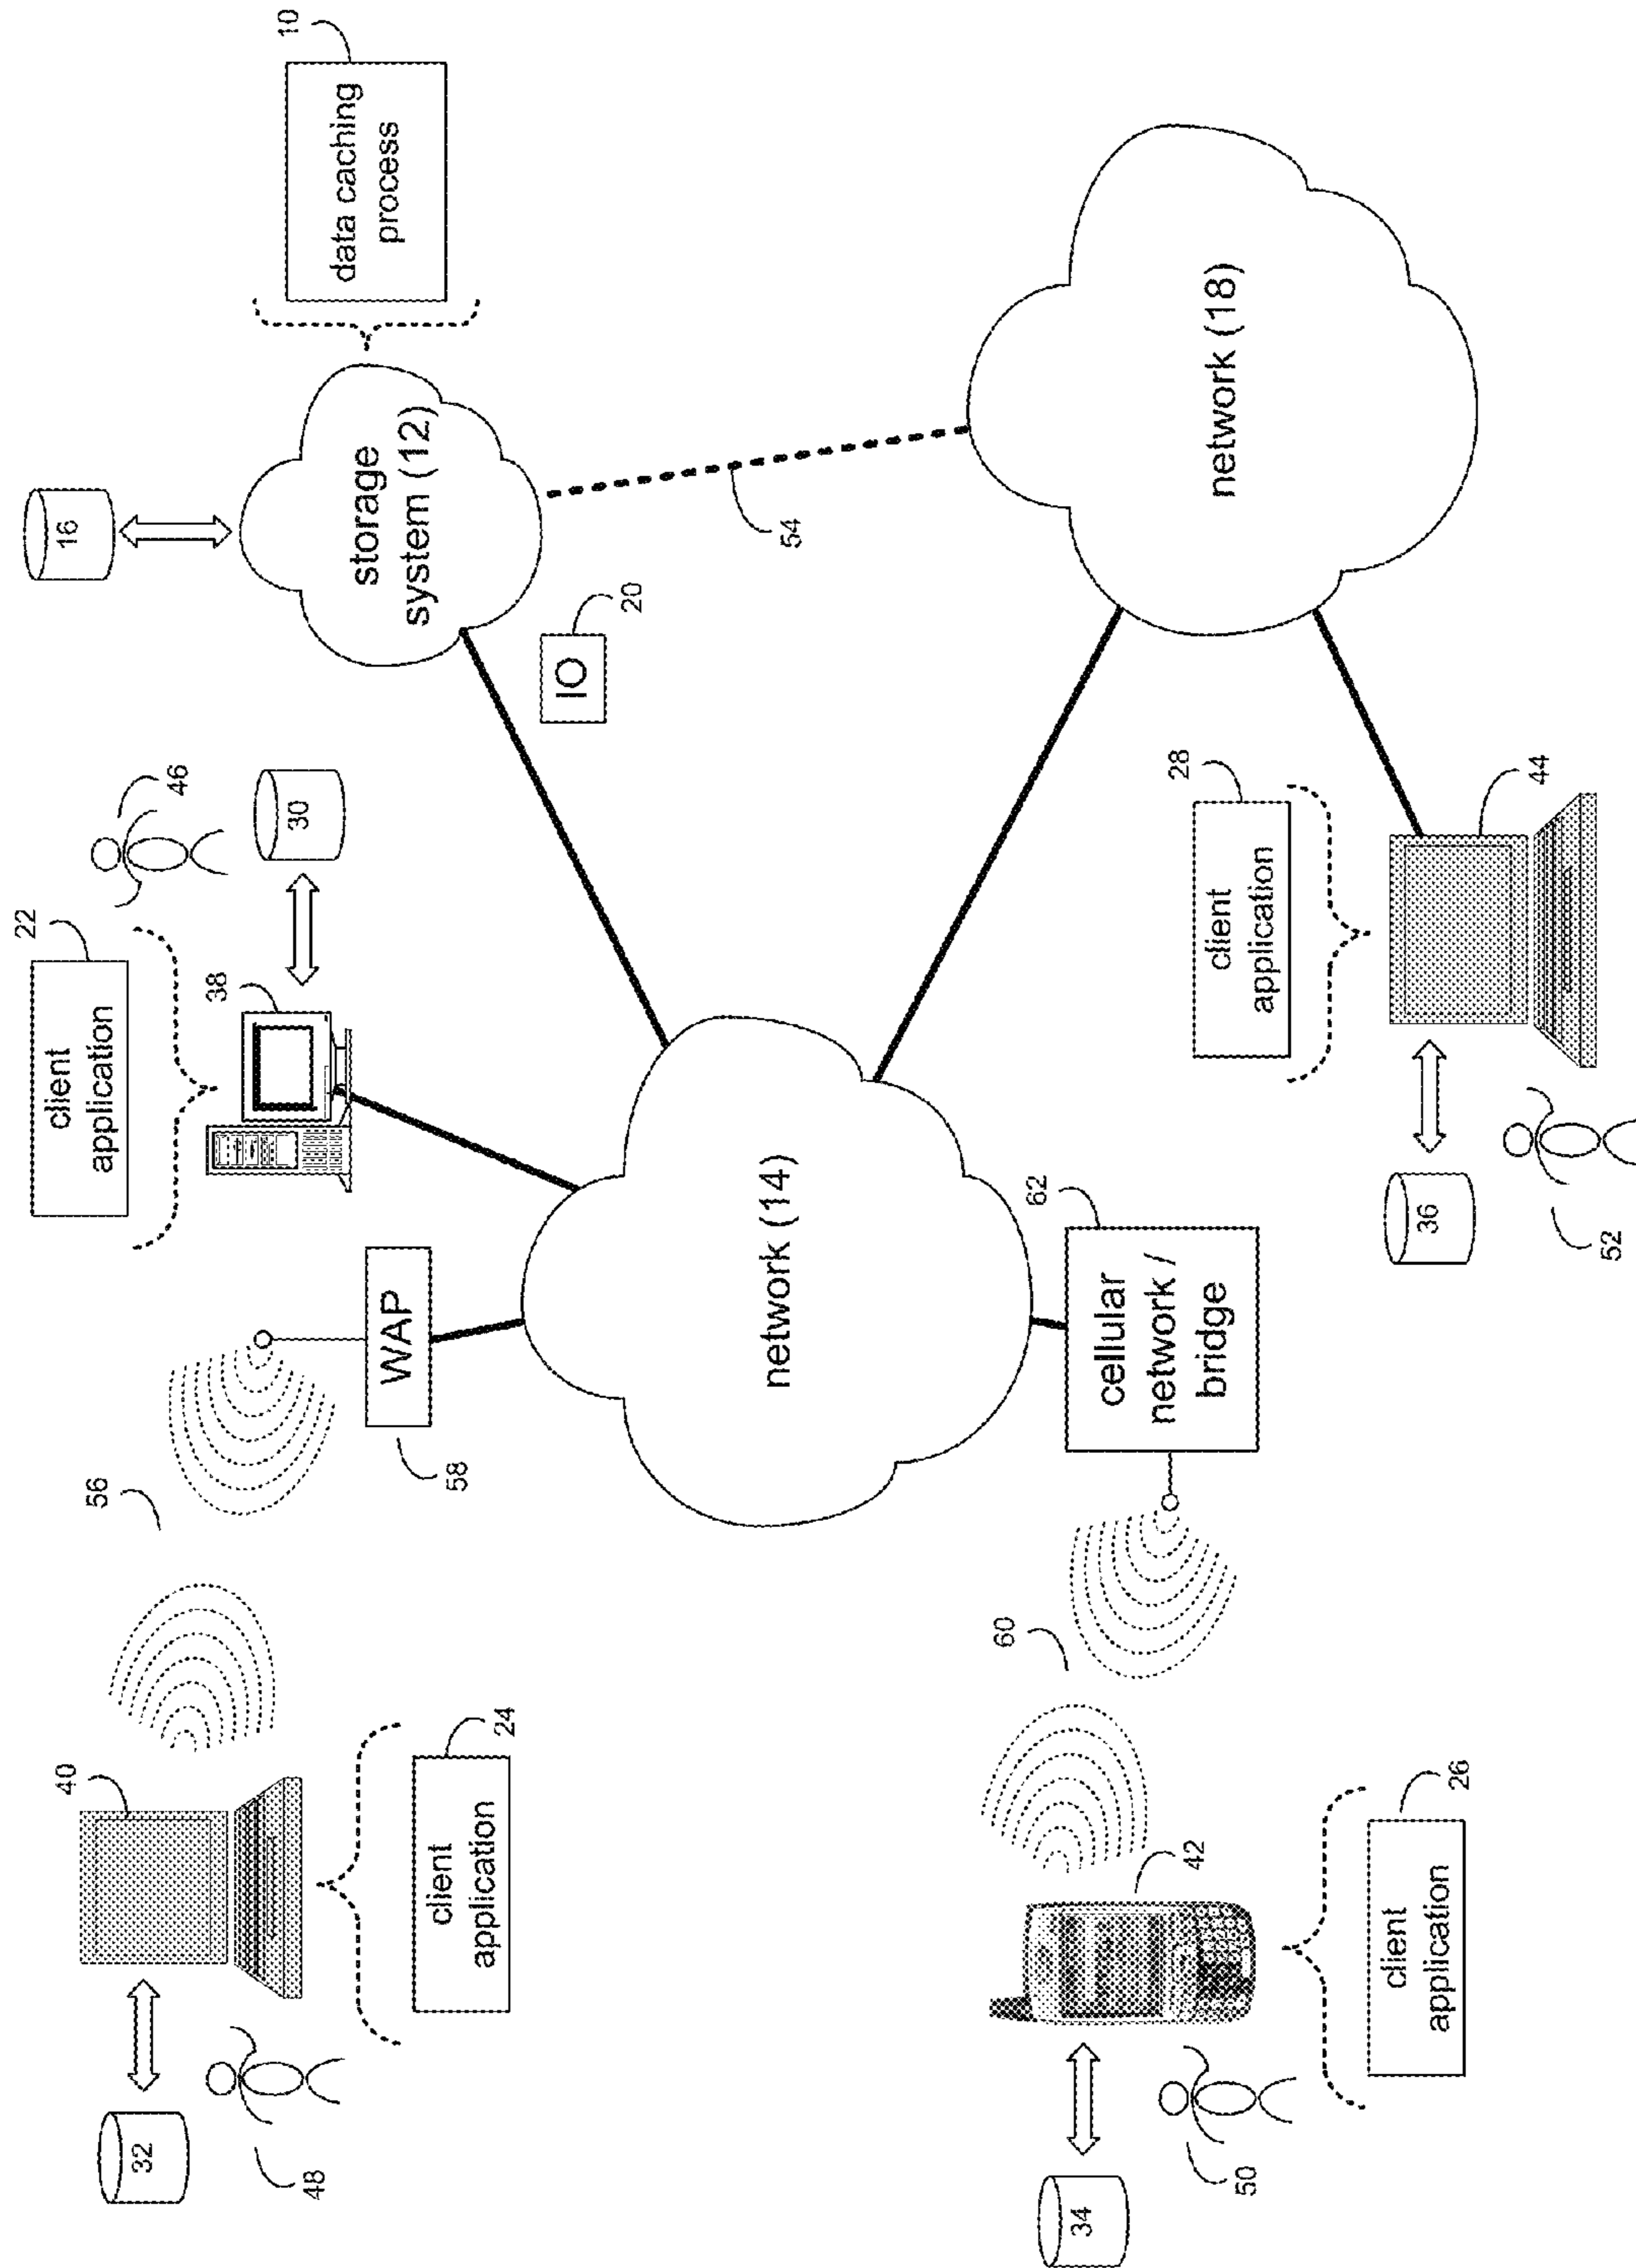 32
48
40
client
application
24
56
WAP
58
client
application
22
38
46
30
16
storage
system (12)
data caching
process
10
IO
20
54
network (14)
network (18)
34
50
42
client
application
26
60
cellular
network /
bridge
62
36
52
client
application
28
44